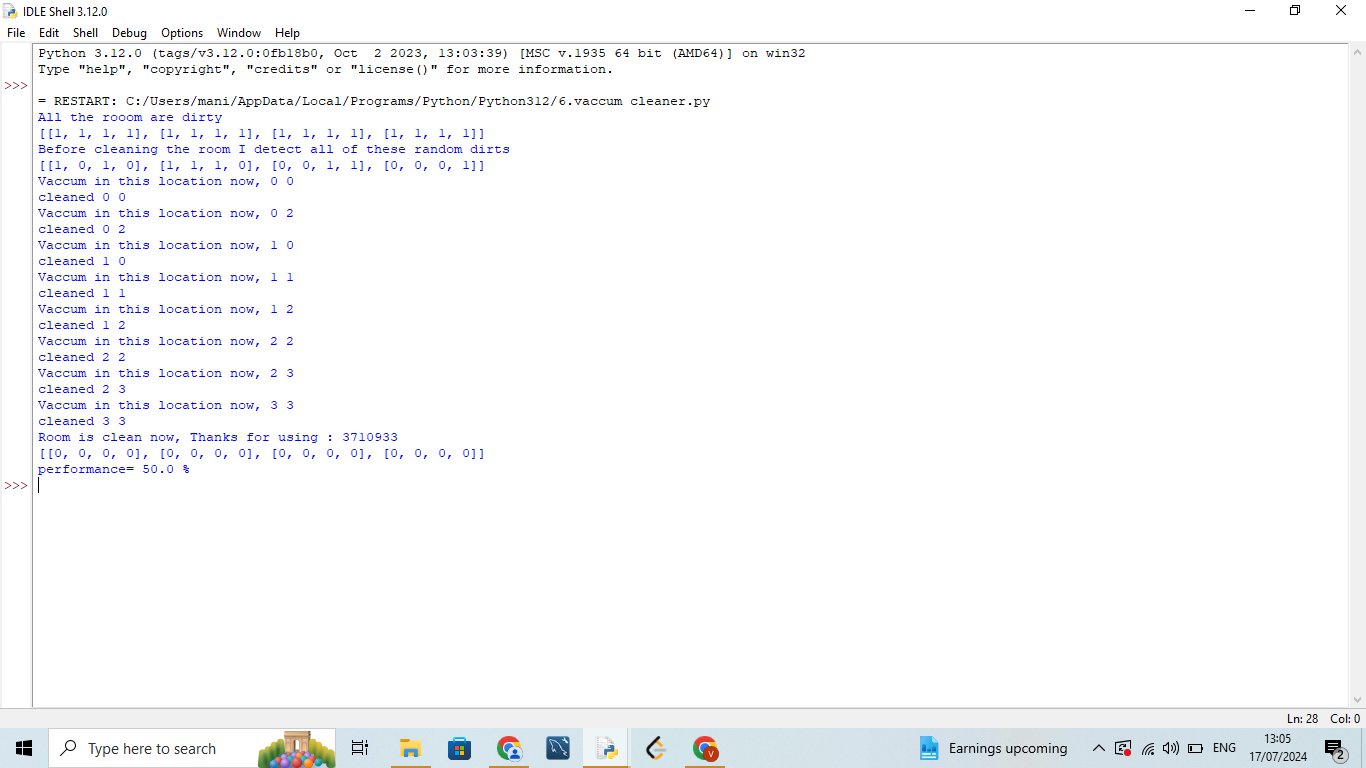 IDLE Shell 3.12.0
File Edit Shell Debug Options Window Help
Python 3.12.0 (tags/v3.12.0:0fb18b0, Oct  2 2023, 13:03:39) [MSC v.1935 64 bit (AMD64)] on win32
Type "help", "copyright", "credits" or "license()" for more information.
>>>
= RESTART: C:/Users/mani/AppData/Local/Programs/Python/Python312/6.vaccum cleaner.py
All the rooom are dirty
[[1, 1, 1, 1], [1, 1, 1, 1], [1, 1, 1, 1], [1, 1, 1, 1]]
Before cleaning the room I detect all of these random dirts
[[1, 0, 1, 0], [1, 1, 1, 0], [0, 0, 1, 1], [0, 0, 0, 1]]
Vaccum in this location now, 0 0
cleaned 0 0
Vaccum in this location now, 0 2
cleaned 0 2
Vaccum in this location now, 1 0
cleaned 1 0
Vaccum in this location now, 1 1
cleaned 1 1
Vaccum in this location now, 1 2
cleaned 1 2
Vaccum in this location now, 2 2
cleaned 2 2
Vaccum in this location now, 2 3
cleaned 2 3
Vaccum in this location now, 3 3
cleaned 3 3
Room is clean now, Thanks for using : 3710933
[[0, 0, 0, 0], [0, 0, 0, 0], [0, 0, 0, 0], [0, 0, 0, 0]]
performance= 50.0 %
>>>
Ln: 28 Col: 0
Type here to search
V
Earnings upcoming
ENG
13:05
17/07/2024
2